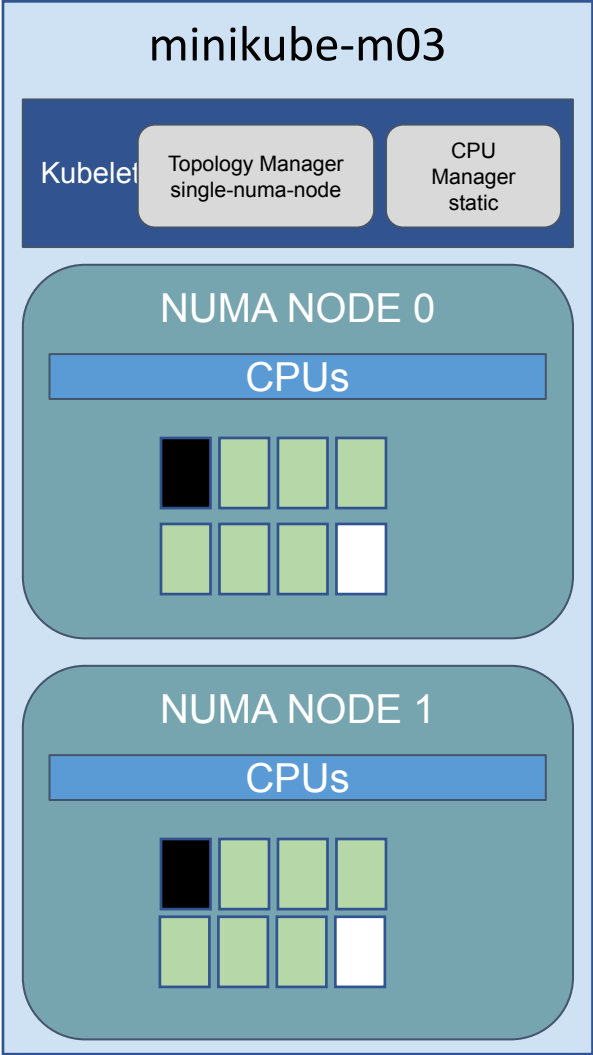 minikube-m03
Kubelet
Topology Manager
single-numa-node
CPU
Manager
static
NUMA NODE 0
CPUs
NUMA NODE 1
CPUs